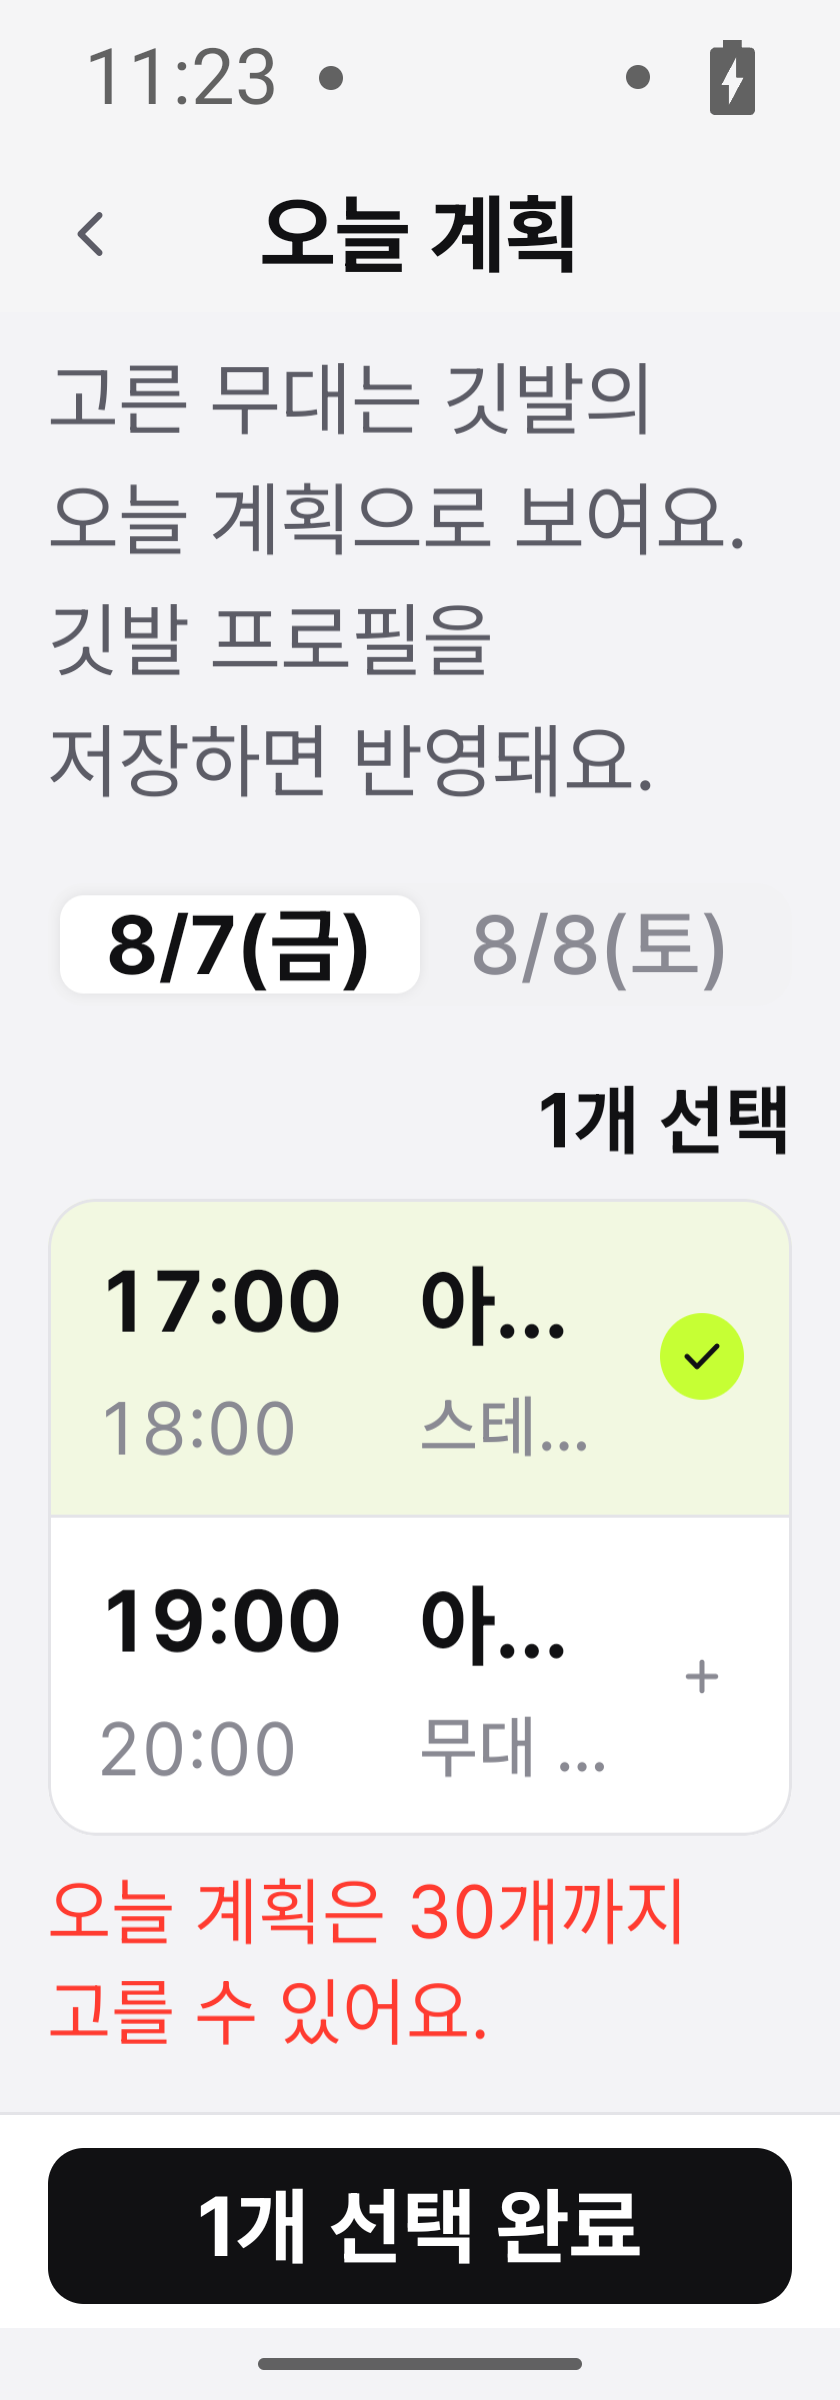 11:23
오늘 계획
고른 무대는 깃발의
오늘 계획으로 보여요.
깃발 프로필을
저장하면 반영돼요.
8/7(금) 8/8(토)
1개 선택
17:00 아...
18:00 스테...
19:00 아...
20:00 무대 ...
오늘 계획은 30개까지
고를 수 있어요.
1개 선택 완료